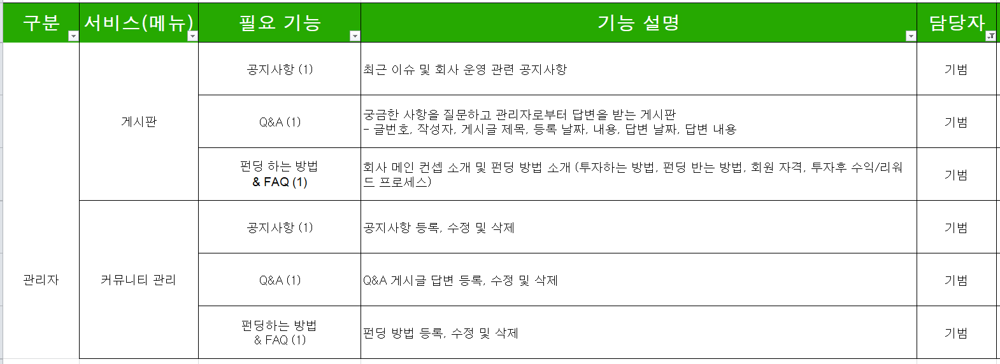 구분 서비스(메뉴) 필요 기능 기능 설명 담당자
공지사항 (1) 최근 이슈 및 회사 운영 관련 공지사항 기범
게시판 Q&A (1) 궁금한 사항을 질문하고 관리자로부터 답변을 받는 게시판
- 글번호, 작성자, 게시글 제목, 등록 날짜, 내용, 답변 날짜, 답변 내용 기범
펀딩 하는 방법
& FAQ (1) 회사 메인 컨셉 소개 및 펀딩 방법 소개 (투자하는 방법, 펀딩 받는 방법, 회원 자격, 투자후 수익/리워
드 프로세스) 기범
공지사항 (1) 공지사항 등록, 수정 및 삭제 기범
관리자 커뮤니티 관리 Q&A (1) Q&A 게시글 답변 등록, 수정 및 삭제 기범
펀딩하는 방법
& FAQ (1) 펀딩 방법 등록, 수정 및 삭제 기범